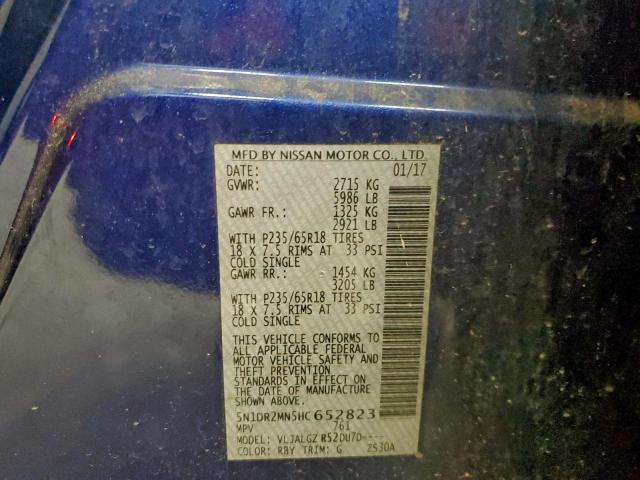 MFD BY NISSAN MOTOR CO., LTD.
DATE: 01/17
GVWR: 2715 KG
5986 LB
GAWR FR.: 1325 KG
2921 LB
WITH P235/65R18 TIRES
18 X 7.5 RIMS AT 33 PSI
COLD SINGLE
GAWR RR.: 1454 KG
3205 LB
WITH P235/65R18 TIRES
18 X 7.5 RIMS AT 33 PSI
COLD SINGLE
THIS VEHICLE CONFORMS TO
ALL APPLICABLE FEDERAL
MOTOR VEHICLE SAFETY AND
THEFT PREVENTION
STANDARDS IN EFFECT ON
THE DATE OF MANUFACTURE
SHOWN ABOVE.
5N1DR2MN5HC652823
MPV 761
MODEL: VLJALGZ R52DU7D----
COLOR: RBY TRIM: G 2530A